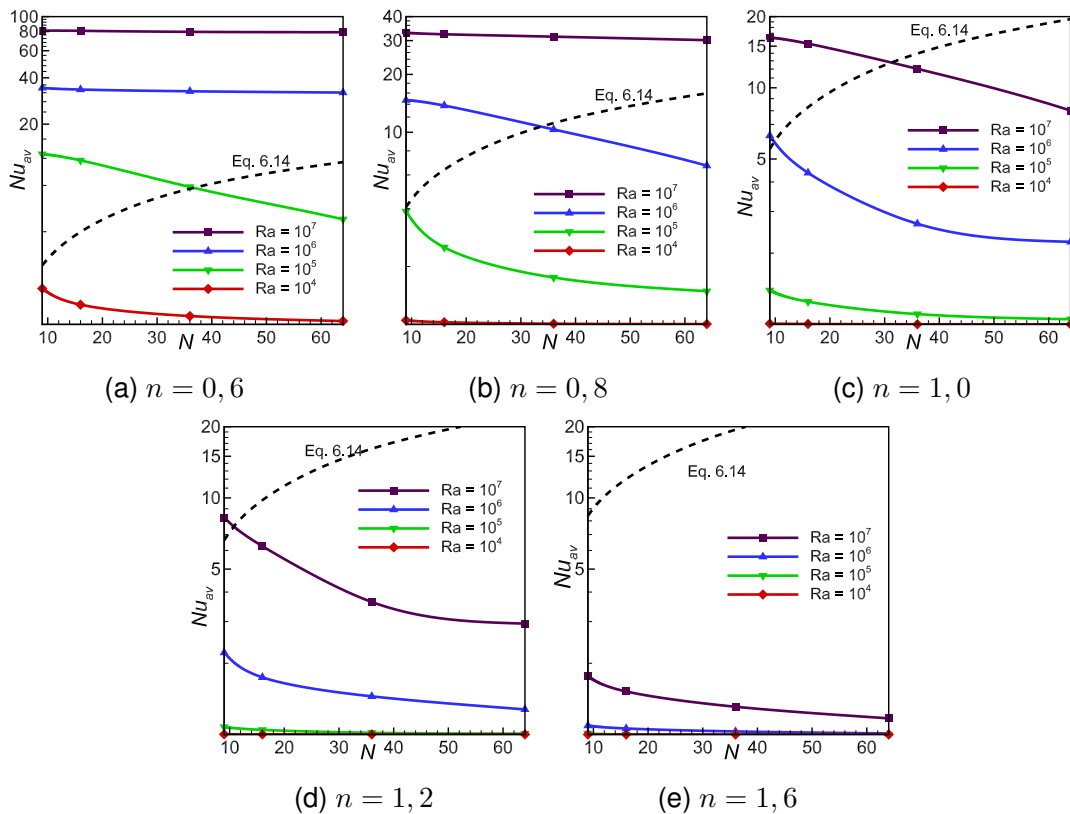 100
80
60
40
20
Nu_av
Eq. 6.14
Ra = 10^7
Ra = 10^6
Ra = 10^5
Ra = 10^4
10 20 30 N 40 50 60
(a) n = 0, 6
40
30
20
10
Nu_av
Eq. 6.14
Ra = 10^7
Ra = 10^6
Ra = 10^5
Ra = 10^4
10 20 30 N 40 50 60
(b) n = 0, 8
20
15
10
5
Nu_av
Eq. 6.14
Ra = 10^7
Ra = 10^6
Ra = 10^5
Ra = 10^4
10 20 30 N 40 50 60
(c) n = 1, 0
20
15
10
5
Nu_av
Eq. 6.14
Ra = 10^7
Ra = 10^6
Ra = 10^5
Ra = 10^4
10 20 30 N 40 50 60
(d) n = 1, 2
20
15
10
5
Nu_av
Eq. 6.14
Ra = 10^7
Ra = 10^6
Ra = 10^5
Ra = 10^4
10 20 30 N 40 50 60
(e) n = 1, 6